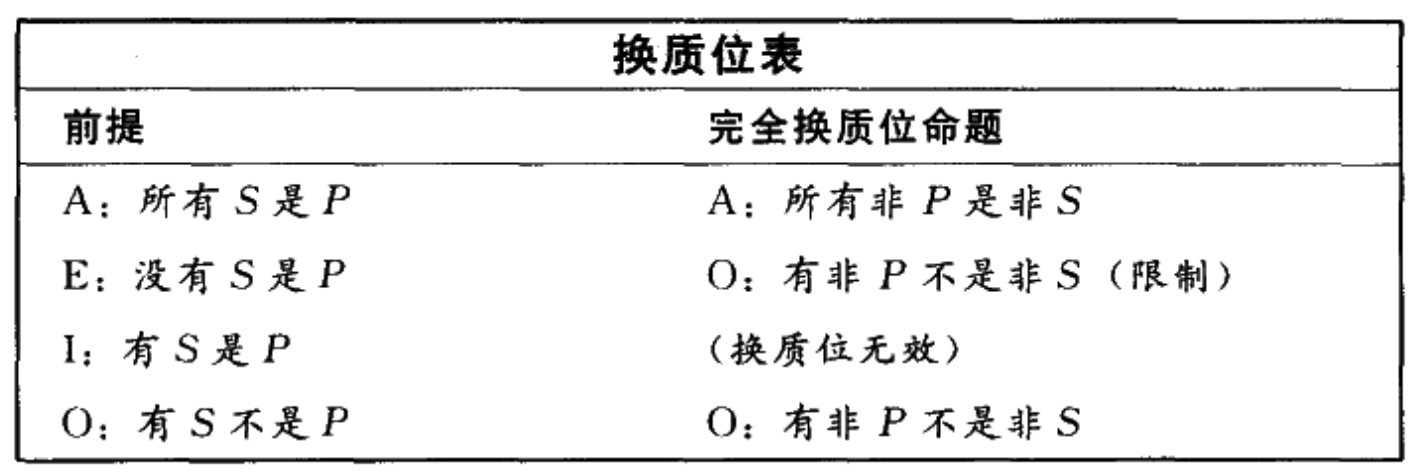 换质位表
前提 完全换质位命题
A：所有 S 是 P A：所有非 P 是非 S
E：没有 S 是 P O：有非 P 不是非 S（限制）
I：有 S 是 P （换质位无效）
O：有 S 不是 P O：有非 P 不是非 S